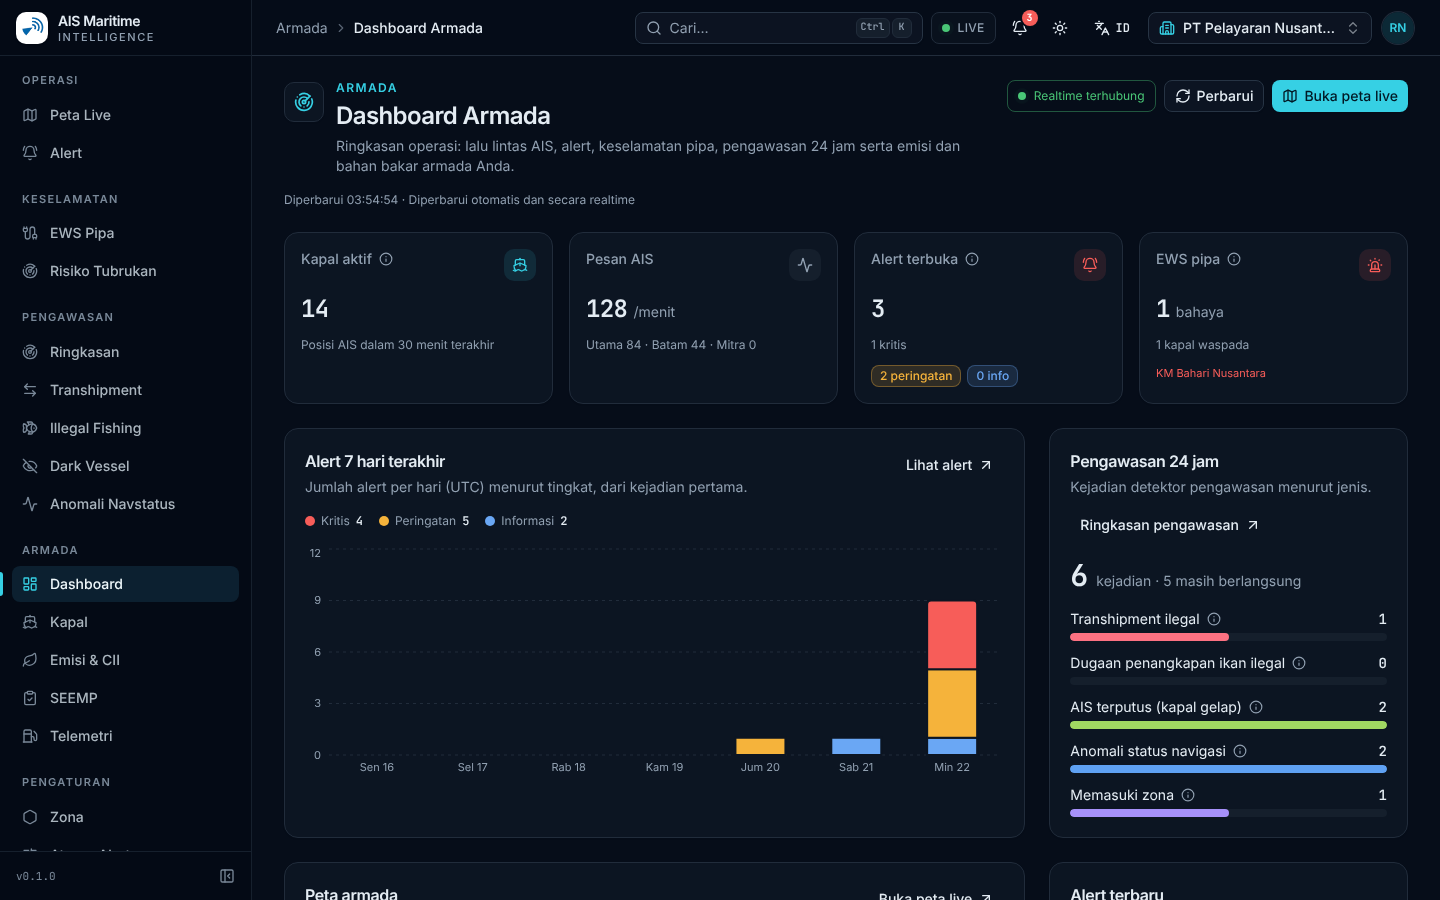 AIS Maritime
INTELLIGENCE
OPERASI
Peta Live
Alert
KESELAMATAN
EWS Pipa
Risiko Tubrukan
PENGAWASAN
Ringkasan
Transhipment
Illegal Fishing
Dark Vessel
Anomali Navstatus
ARMADA
Dashboard
Kapal
Emisi & CII
SEEMP
Telemetri
PENGATURAN
Zona
v0.1.0
Armada > Dashboard Armada
Cari... Ctrl K
LIVE
3
ID
PT Pelayaran Nusant...
RN
ARMADA
Dashboard Armada
Ringkasan operasi: lalu lintas AIS, alert, keselamatan pipa, pengawasan 24 jam serta emisi dan
bahan bakar armada Anda.
Realtime terhubung
Perbarui
Buka peta live
Diperbarui 03:54:54 · Diperbarui otomatis dan secara realtime
Kapal aktif
14
Posisi AIS dalam 30 menit terakhir
Pesan AIS
128 /menit
Utama 84 · Batam 44 · Mitra 0
Alert terbuka
3
1 kritis
2 peringatan 0 info
EWS pipa
1 bahaya
1 kapal waspada
KM Bahari Nusantara
Alert 7 hari terakhir
Lihat alert
Jumlah alert per hari (UTC) menurut tingkat, dari kejadian pertama.
Kritis 4 Peringatan 5 Informasi 2
12
9
6
3
0
Sen 16 Sel 17 Rab 18 Kam 19 Jum 20 Sab 21 Min 22
Pengawasan 24 jam
Kejadian detektor pengawasan menurut jenis.
Ringkasan pengawasan
6 kejadian · 5 masih berlangsung
Transhipment ilegal 1
Dugaan penangkapan ikan ilegal 0
AIS terputus (kapal gelap) 2
Anomali status navigasi 2
Memasuki zona 1
Peta armada
Buka peta live
Alert terbaru